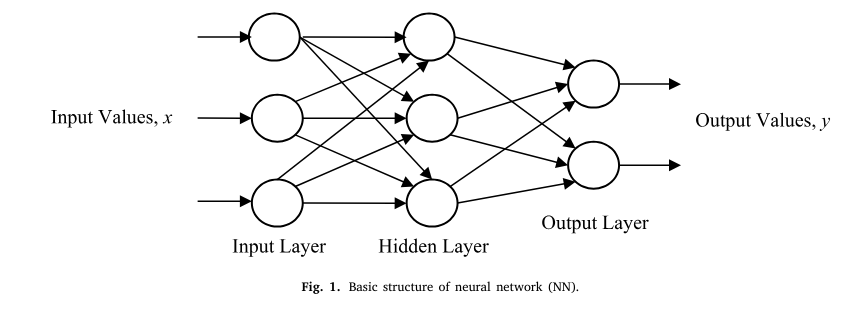 Input Values, x
Output Values, y
Output Layer
Input Layer
Hidden Layer
Fig. 1. Basic structure of neural network (NN).